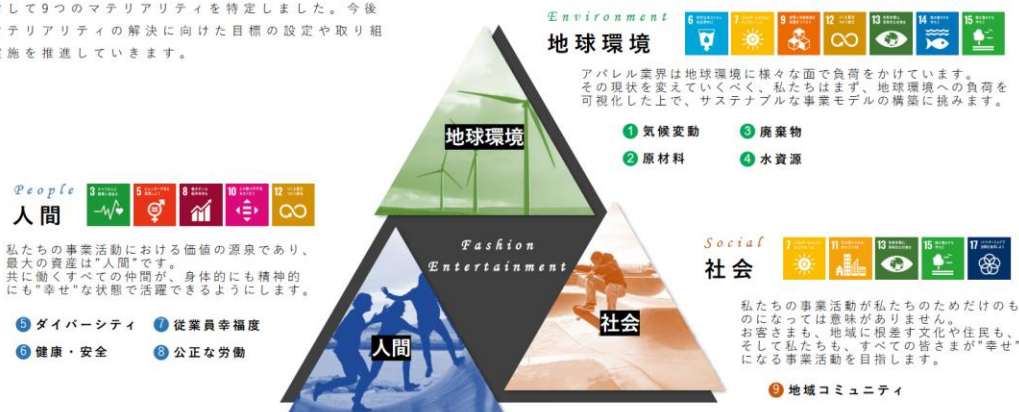 して9つのマテリアリティを特定しました。今後
テリアリティの解決に向けた目標の設定や取り組
施を推進していきます。
Environment
地球環境
6
7
9
12
13
14
15
アパレル業界は地球環境に様々な面で負荷をかけています。
その現状を変えていくべく、私たちはまず、地球環境への負荷を
可視化した上で、サステナブルな事業モデルの構築に挑みます。
1 気候変動
3 廃棄物
2 原材料
4 水資源
地球環境
People
人間
3
5
8
10
12
私たちの事業活動における価値の源泉であり、
最大の資産は"人間"です。
共に働くすべての仲間が、身体的にも精神的
にも"幸せ"な状態で活躍できるようにします。
5 ダイバーシティ
7 従業員幸福度
6 健康・安全
8 公正な労働
Fashion
Entertainment
人間
社会
Social
社会
7
11
13
15
17
私たちの事業活動が私たちのためだけのも
のになっては意味がありません。
お客さまも、地域に根差す文化や住民も、
そして私たちも、すべての皆さまが"幸せ"
になる事業活動を目指します。
9 地域コミュニティ